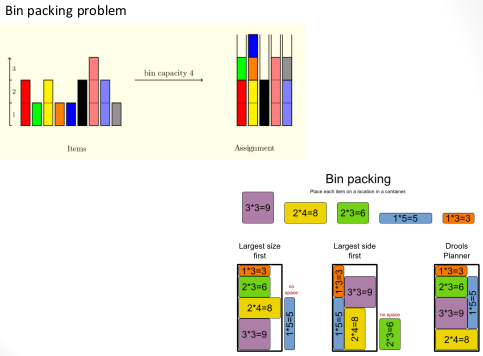 Bin packing problem
3
2
1
bin capacity 4
Items
Assignment
Bin packing
Place each item on a location in a container.
3*3=9
2*4=8
2*3=6
1*5=5
1*3=3
Largest size
first
Largest side
first
Drools
Planner
1*3=3
2*3=6
2*4=8
3*3=9
no
space
1*5=5
1*3=3
3*3=9
1*5=5
2*4=8
no space
2*3=6
1*3=3
2*3=6
1*5=5
3*3=9
2*4=8